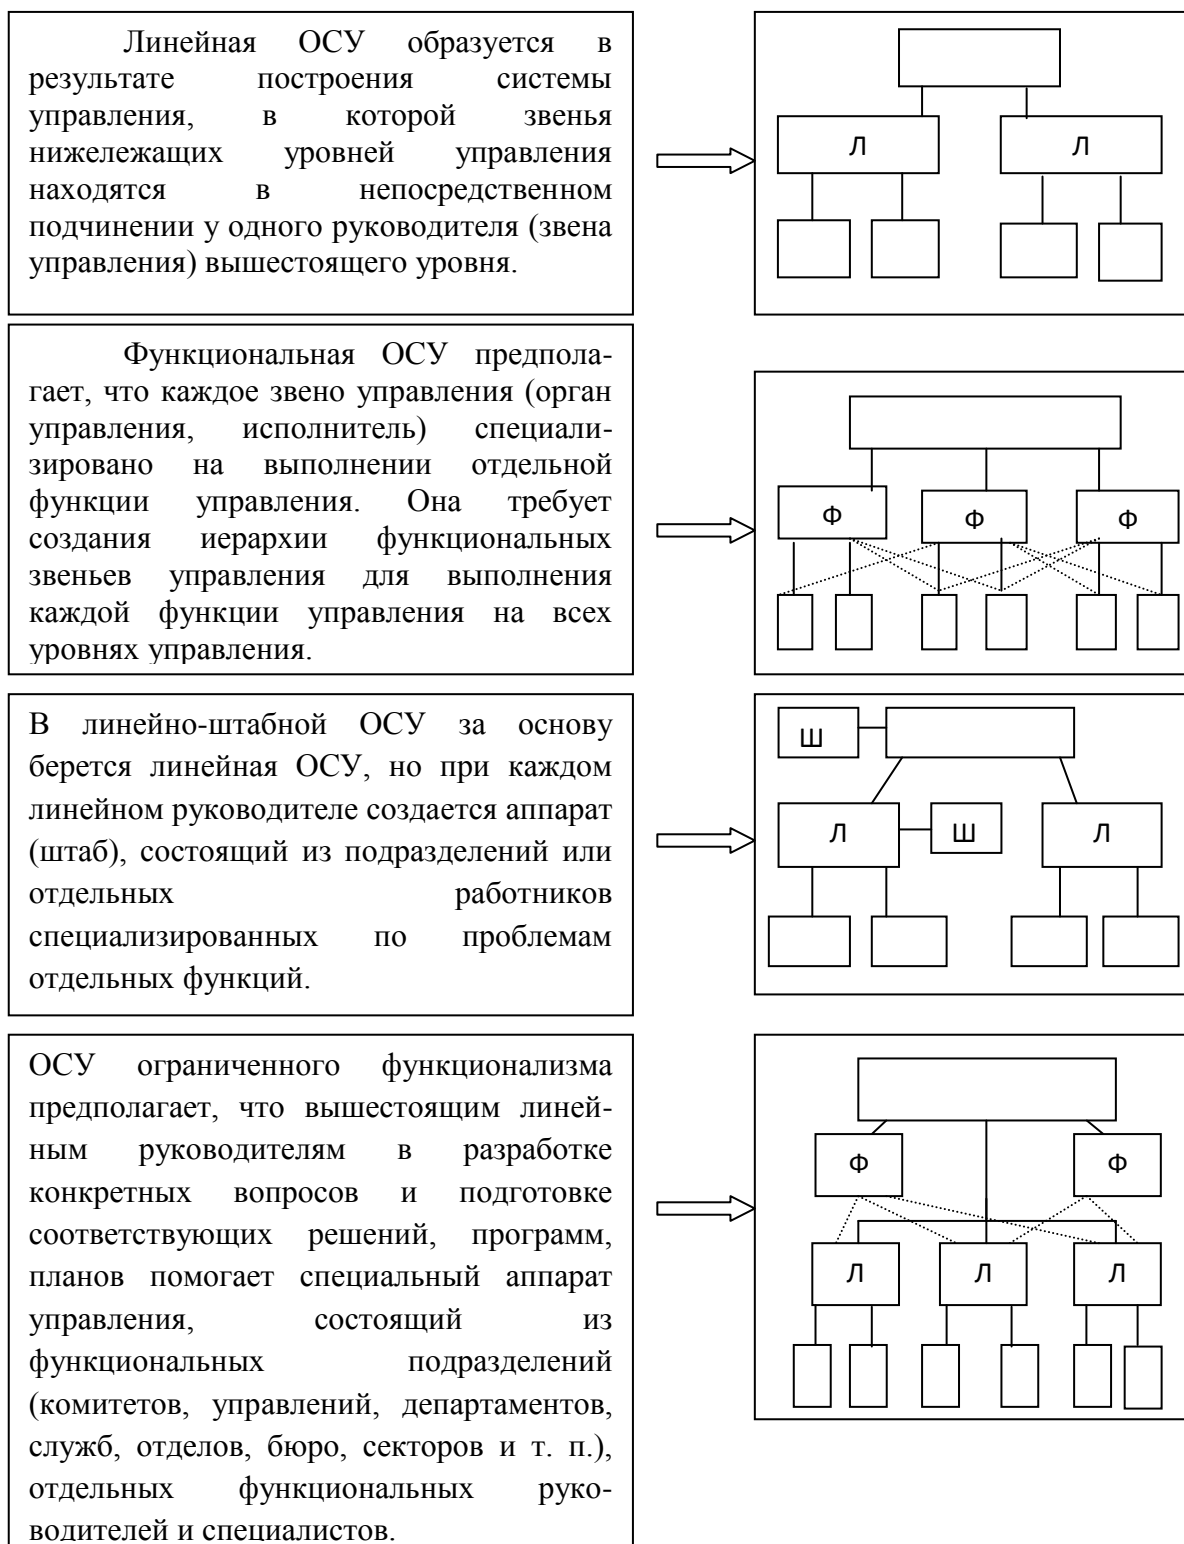 Линейная ОСУ образуется в
результате построения системы
управления, в которой звенья
нижележащих уровней управления
находятся в непосредственном
подчинении у одного руководителя (звена
управления) вышестоящего уровня.
Л Л
Функциональная ОСУ предпола-
гает, что каждое звено управления (орган
управления, исполнитель) специали-
зировано на выполнении отдельной
функции управления. Она требует
создания иерархии функциональных
звеньев управления для выполнения
каждой функции управления на всех
уровнях управления.
Ф Ф Ф
В линейно-штабной ОСУ за основу
берется линейная ОСУ, но при каждом
линейном руководителе создается аппарат
(штаб), состоящий из подразделений или
отдельных работников
специализированных по проблемам
отдельных функций.
Ш
Л Ш Л
ОСУ ограниченного функционализма
предполагает, что вышестоящим линей-
ным руководителям в разработке
конкретных вопросов и подготовке
соответствующих решений, программ,
планов помогает специальный аппарат
управления, состоящий из
функциональных подразделений
(комитетов, управлений, департаментов,
служб, отделов, бюро, секторов и т. п.),
отдельных функциональных руко-
водителей и специалистов.
Ф Ф
Л Л Л